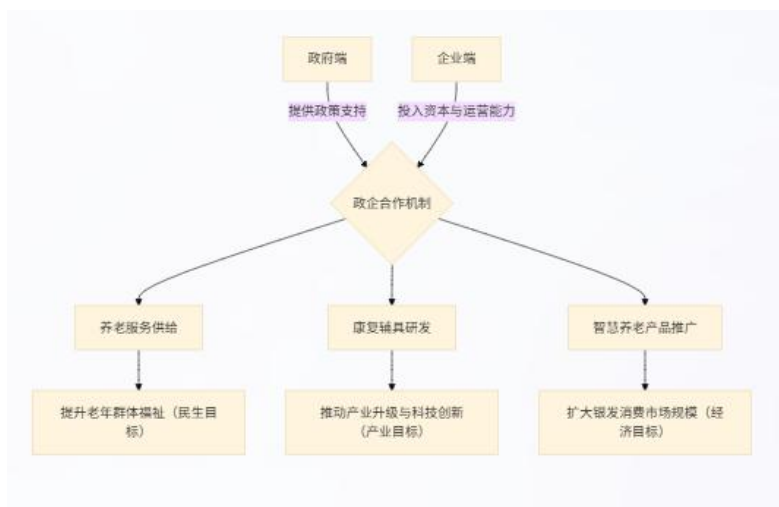 政府端
企业端
提供政策支持
投入资本与运营能力
政企合作机制
养老服务供给
康复辅具研发
智慧养老产品推广
提升老年群体福祉（民生目
标）
推动产业升级与科技创新
（产业目标）
扩大银发消费市场规模（经
济目标）